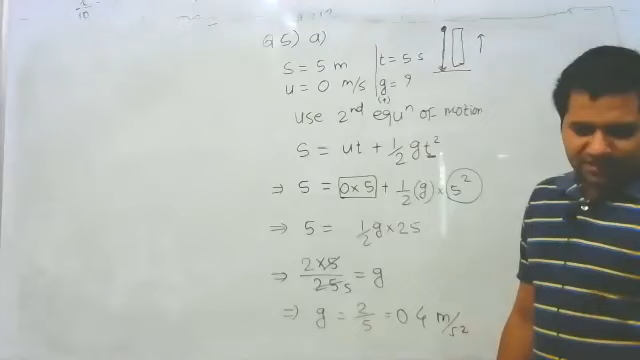 Q5) a)
S = 5 m | t = 5 s
u = 0 m/s | g = ?
(+)
use 2nd equn of motion
S = ut + 1/2 gt²
⇒ 5 = 0×5 + 1/2 (g) × 5²
⇒ 5 = 1/2 g × 25
⇒ 2×5/25 5 = g
⇒ g = 2/5 = 0.4 m/s²